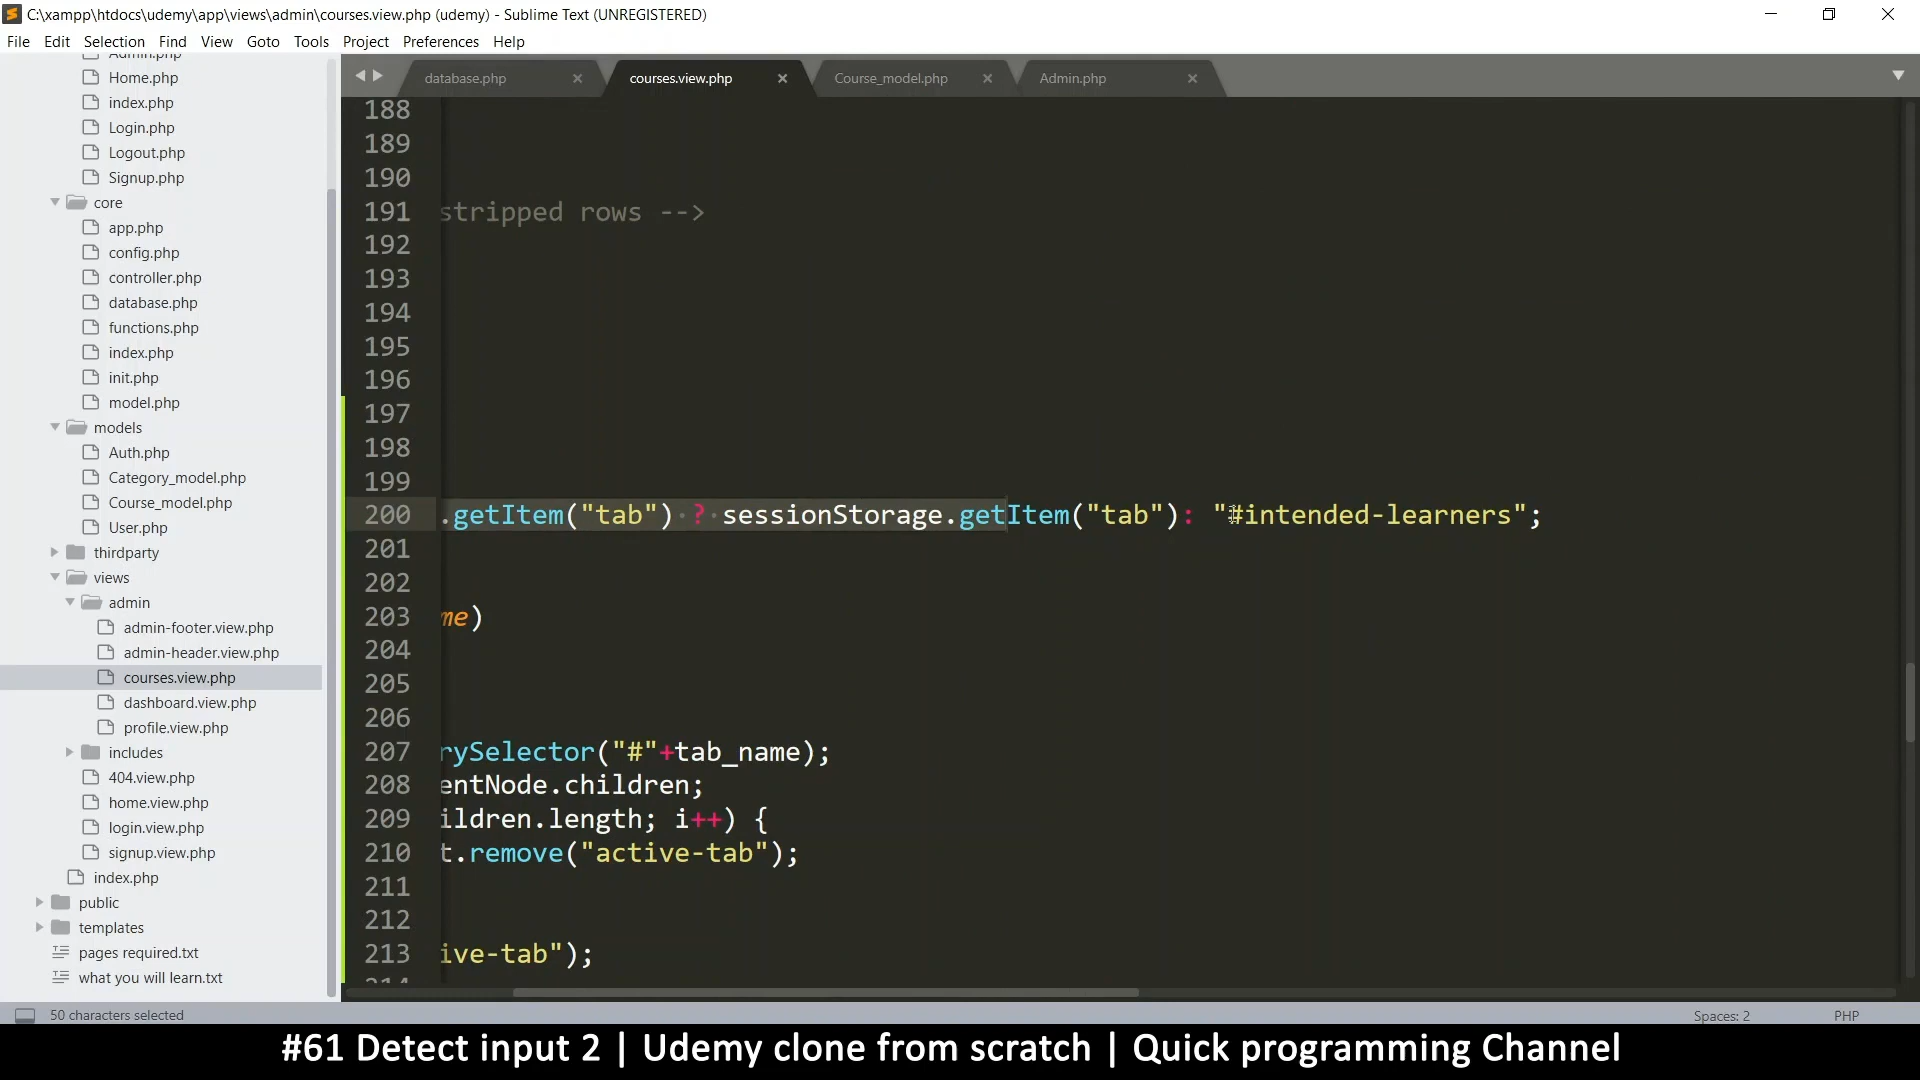 C:\xampp\htdocs\udemy\app\views\admin\courses.view.php (udemy) - Sublime Text (UNREGISTERED)
File Edit Selection Find View Goto Tools Project Preferences Help
Admin.php
Home.php
index.php
Login.php
Logout.php
Signup.php
core
app.php
config.php
controller.php
database.php
functions.php
index.php
init.php
model.php
models
Auth.php
Category_model.php
Course_model.php
User.php
thirdparty
views
admin
admin-footer.view.php
admin-header.view.php
courses.view.php
dashboard.view.php
profile.view.php
includes
404.view.php
home.view.php
login.view.php
signup.view.php
index.php
public
templates
pages required.txt
what you will learn.txt
database.php courses.view.php Course_model.php Admin.php
188
189
190
191 stripped rows -->
192
193
194
195
196
197
198
199
200 .getItem("tab") ? sessionStorage.getItem("tab"): "#intended-learners";
201
202
203 me)
204
205
206
207 rySelector("#"+tab_name);
208 entNode.children;
209 ildren.length; i++) {
210 t.remove("active-tab");
211
212
213 ive-tab");
214
50 characters selected Spaces: 2 PHP
#61 Detect input 2 | Udemy clone from scratch | Quick programming Channel